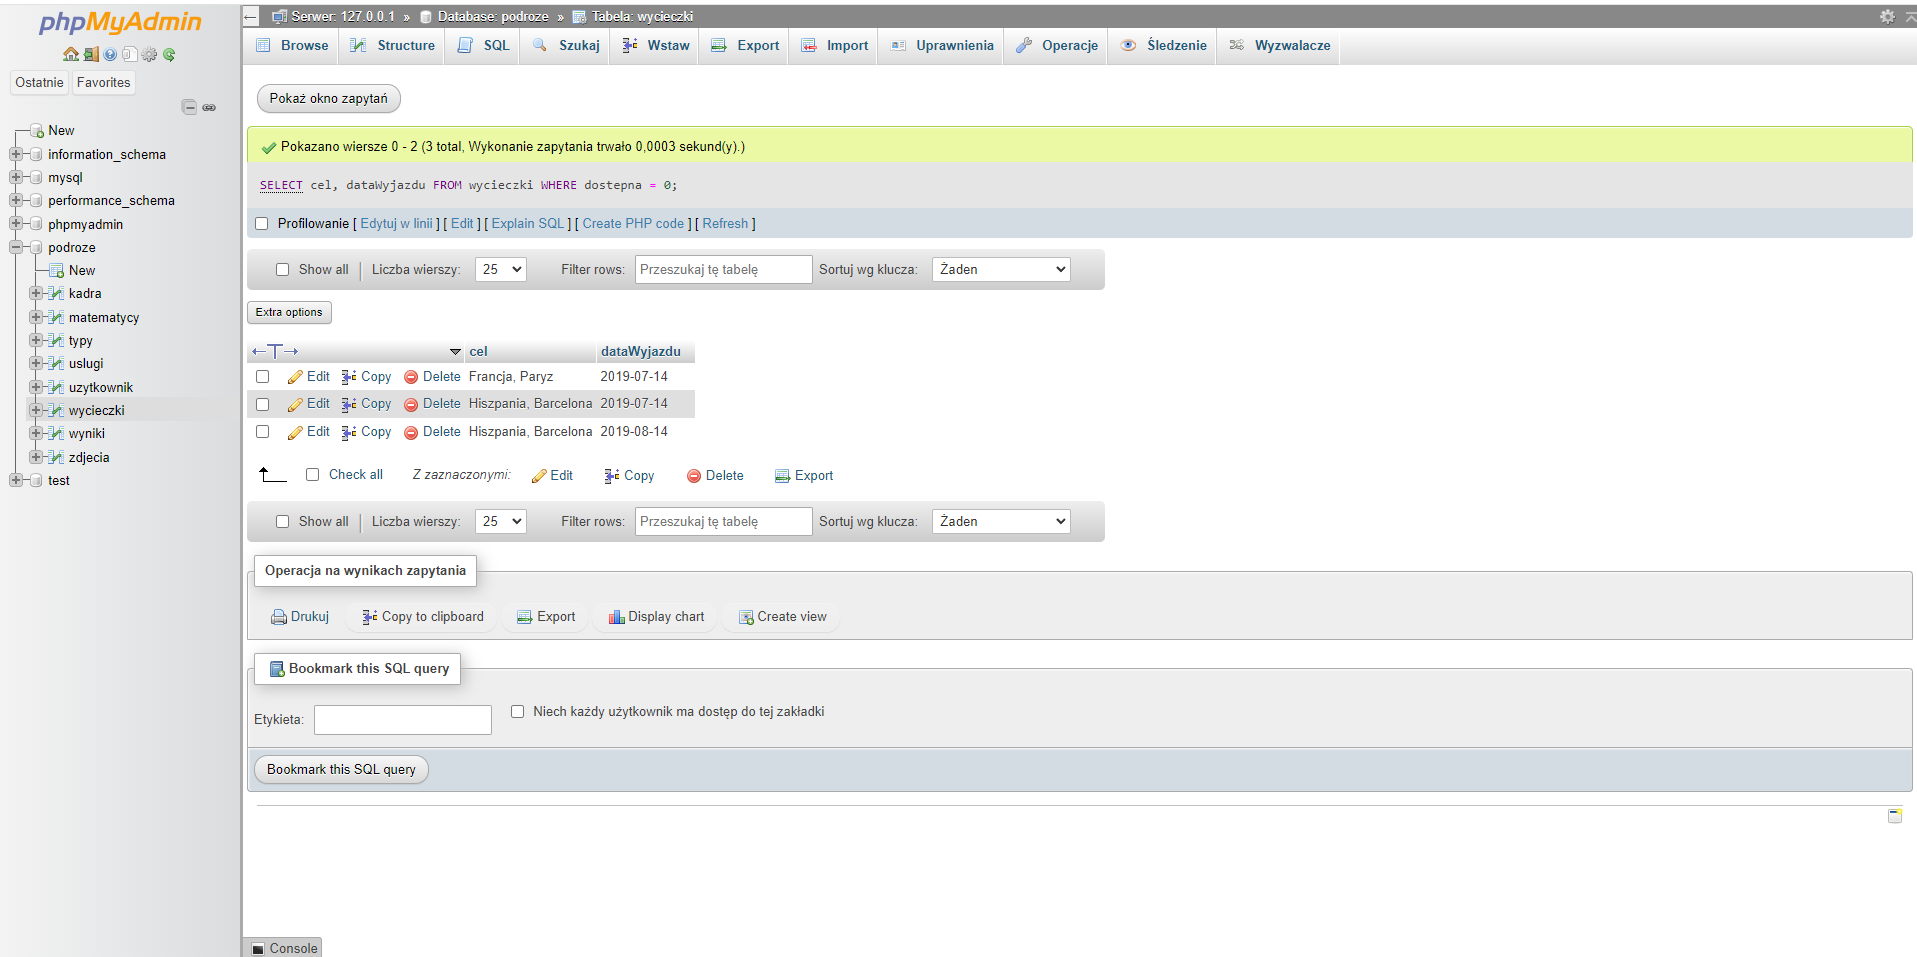 phpMyAdmin
Ostatnie Favorites
New
information_schema
mysql
performance_schema
phpmyadmin
podroze
New
kadra
matematycy
typy
uslugi
uzytkownik
wycieczki
wyniki
zdjecia
test
Serwer: 127.0.0.1 » Database: podroze » Tabela: wycieczki
Browse Structure SQL Szukaj Wstaw Export Import Uprawnienia Operacje Śledzenie Wyzwalacze
Pokaż okno zapytań
Pokazano wiersze 0 - 2 (3 total, Wykonanie zapytania trwało 0,0003 sekund(y).)
SELECT cel, dataWyjazdu FROM wycieczki WHERE dostepna = 0;
Profilowanie [ Edytuj w linii ] [ Edit ] [ Explain SQL ] [ Create PHP code ] [ Refresh ]
Show all Liczba wierszy: 25 Filter rows: Przeszukaj tę tabelę Sortuj wg klucza: Żaden
Extra options
cel dataWyjazdu
Edit Copy Delete Francja, Paryz 2019-07-14
Edit Copy Delete Hiszpania, Barcelona 2019-07-14
Edit Copy Delete Hiszpania, Barcelona 2019-08-14
Check all Z zaznaczonymi: Edit Copy Delete Export
Show all Liczba wierszy: 25 Filter rows: Przeszukaj tę tabelę Sortuj wg klucza: Żaden
Operacja na wynikach zapytania
Drukuj Copy to clipboard Export Display chart Create view
Bookmark this SQL query
Etykieta: Niech każdy użytkownik ma dostęp do tej zakładki
Bookmark this SQL query
Console